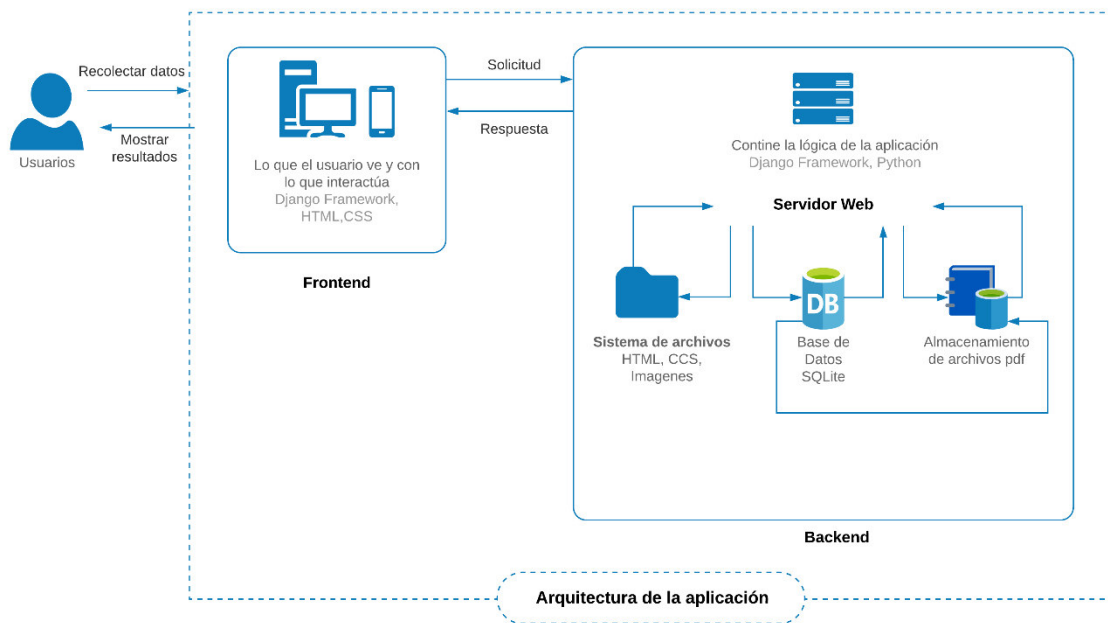 Recolectar datos
Mostrar
resultados
Usuarios
Lo que el usuario ve y con
lo que interactúa
Django Framework,
HTML,CSS
Frontend
Solicitud
Respuesta
Contine la lógica de la aplicación
Django Framework, Python
Servidor Web
Sistema de archivos
HTML, CCS,
Imagenes
DB
Base de
Datos
SQLite
Almacenamiento
de archivos pdf
Backend
Arquitectura de la aplicación